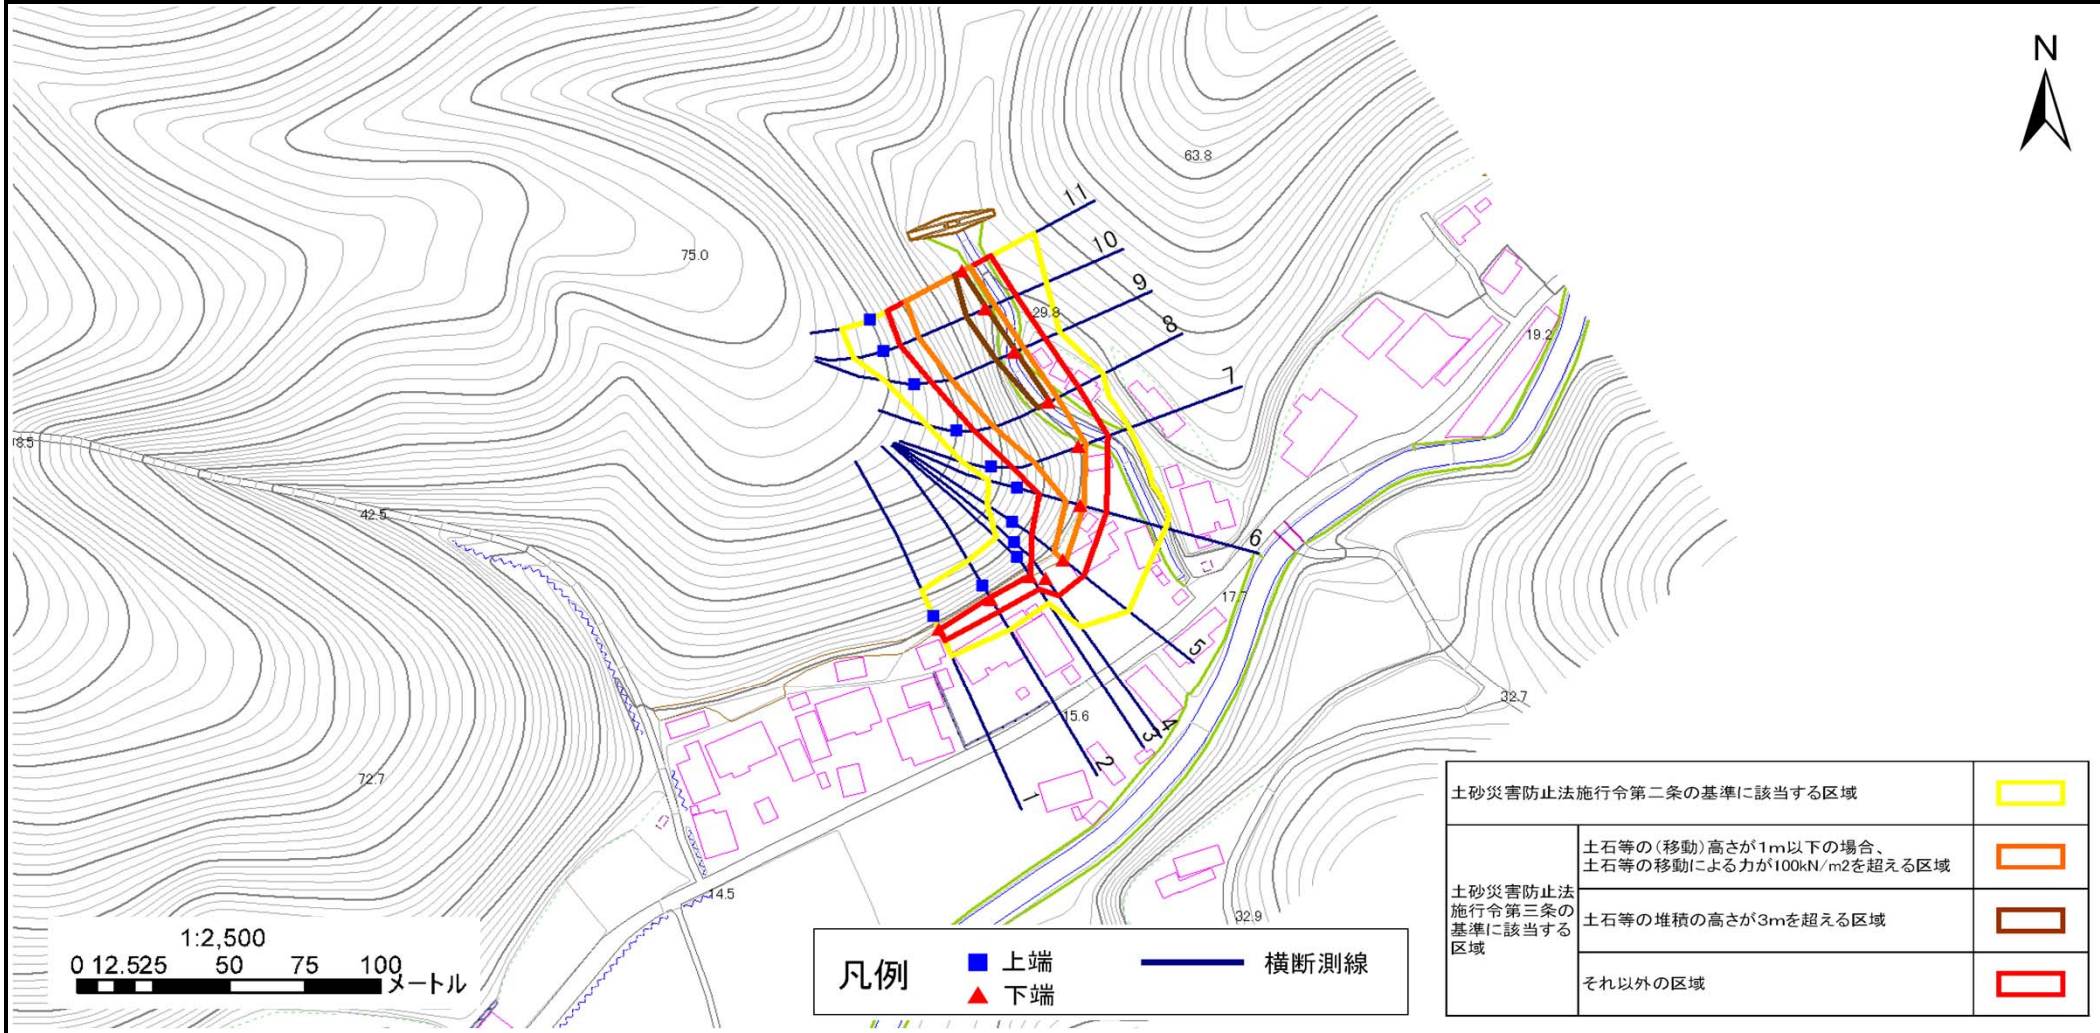 N
63.8
11
75.0
10
9
29.8
8
19.2
7
18.5
42.5
6
17.7
5
32.7
15.6
4
3
72.7
2
1
14.5
32.9
土砂災害防止法施行令第二条の基準に該当する区域
土砂災害防止法
施行令第三条の
基準に該当する
区域
土石等の(移動)高さが1m以下の場合、
土石等の移動による力が100kN/m2を超える区域
土石等の堆積の高さが3mを超える区域
それ以外の区域
1:2,500
0 12.525 50 75 100
メートル
凡例
上端
下端
横断測線